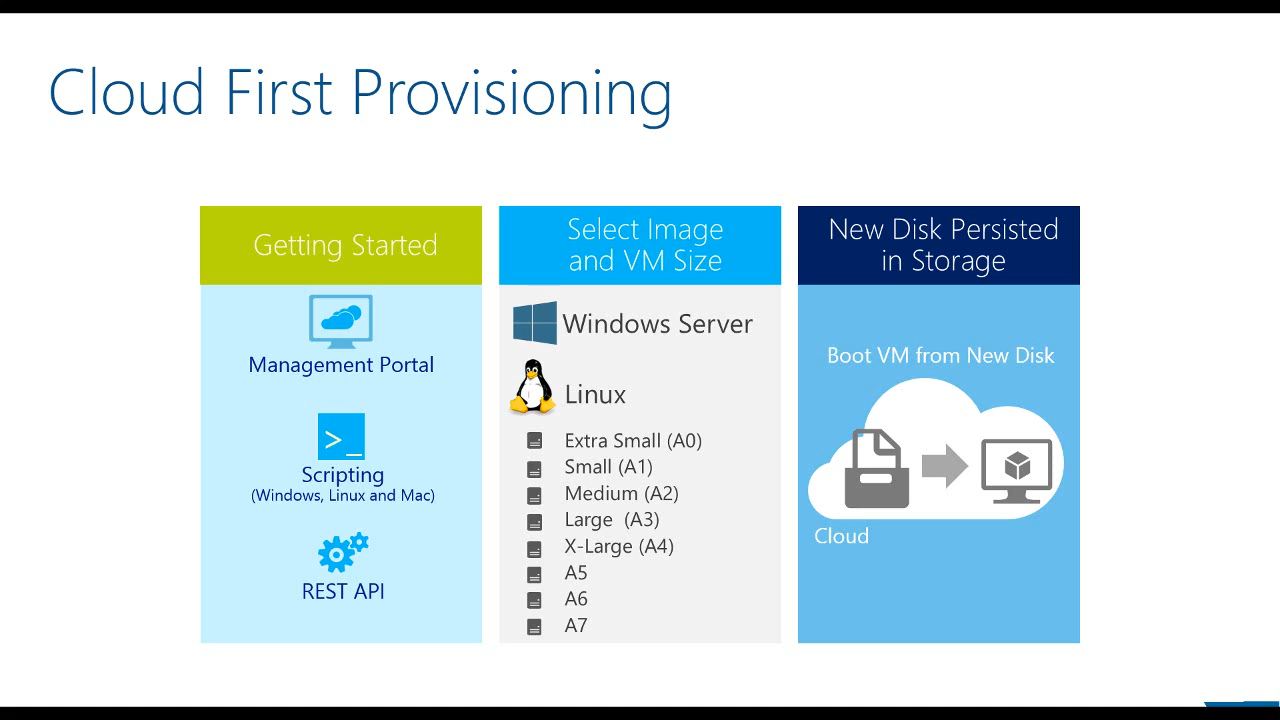 Cloud First Provisioning
Getting Started
Management Portal
>_
Scripting
(Windows, Linux and Mac)
REST API
Select Image
and VM Size
Windows Server
Linux
Extra Small (A0)
Small (A1)
Medium (A2)
Large (A3)
X-Large (A4)
A5
A6
A7
New Disk Persisted
in Storage
Boot VM from New Disk
Cloud